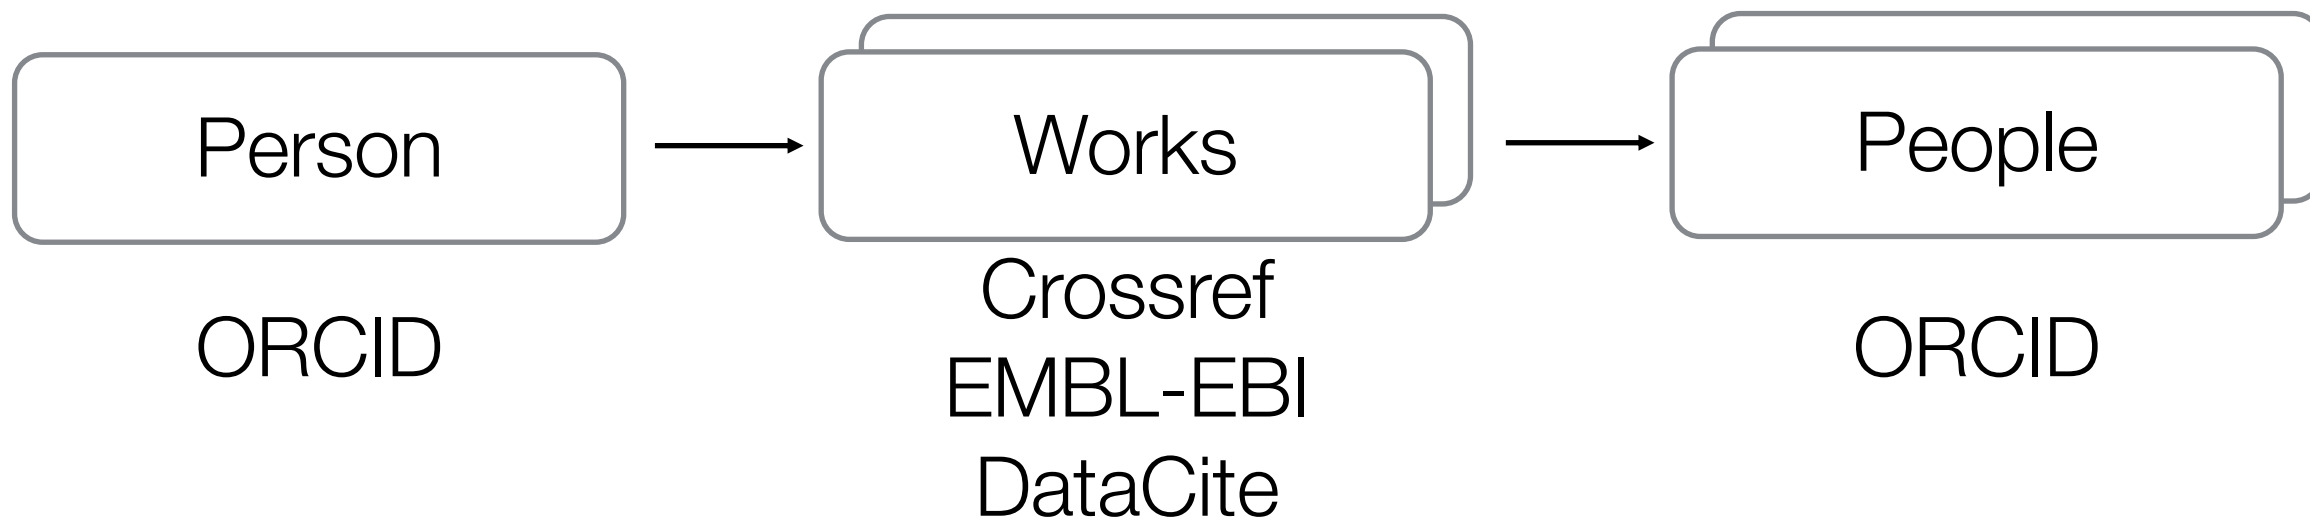 Person
ORCID
Works
Crossref
EMBL-EBI
DataCite
People
ORCID